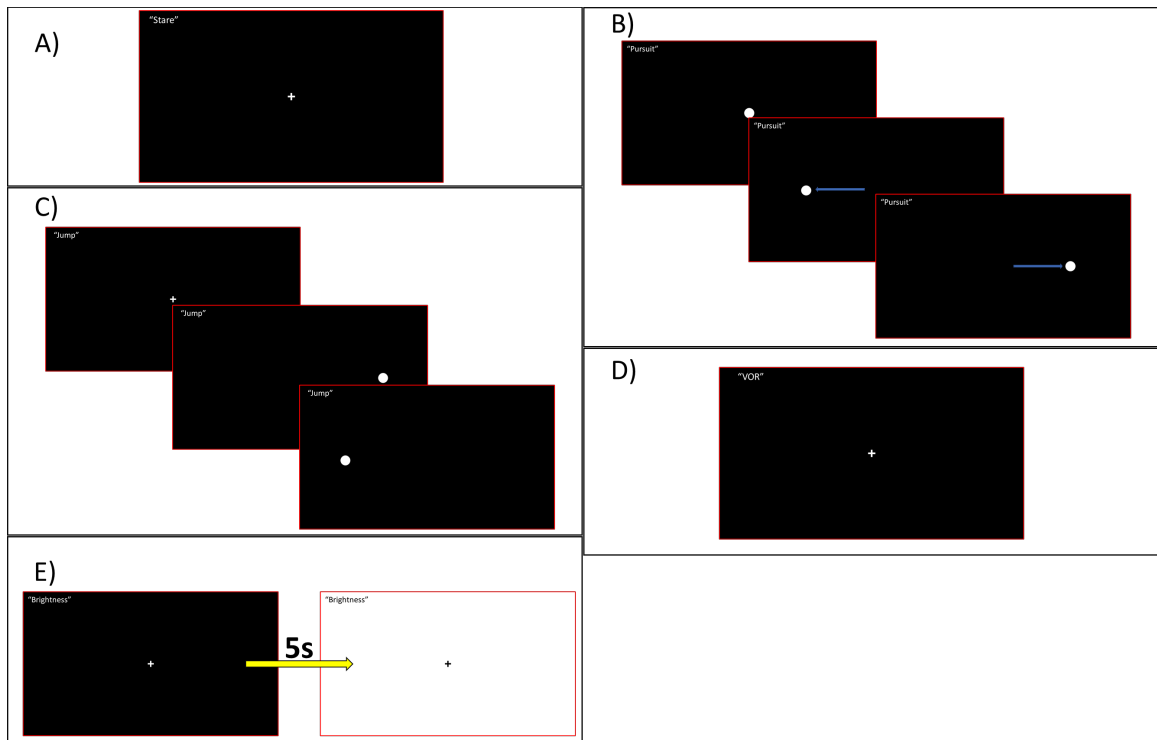 A)
“Stare”
B)
“Pursuit”
“Pursuit”
“Pursuit”
C)
“Jump”
“Jump”
“Jump”
D)
“VOR”
E)
“Brightness”
5s
“Brightness”